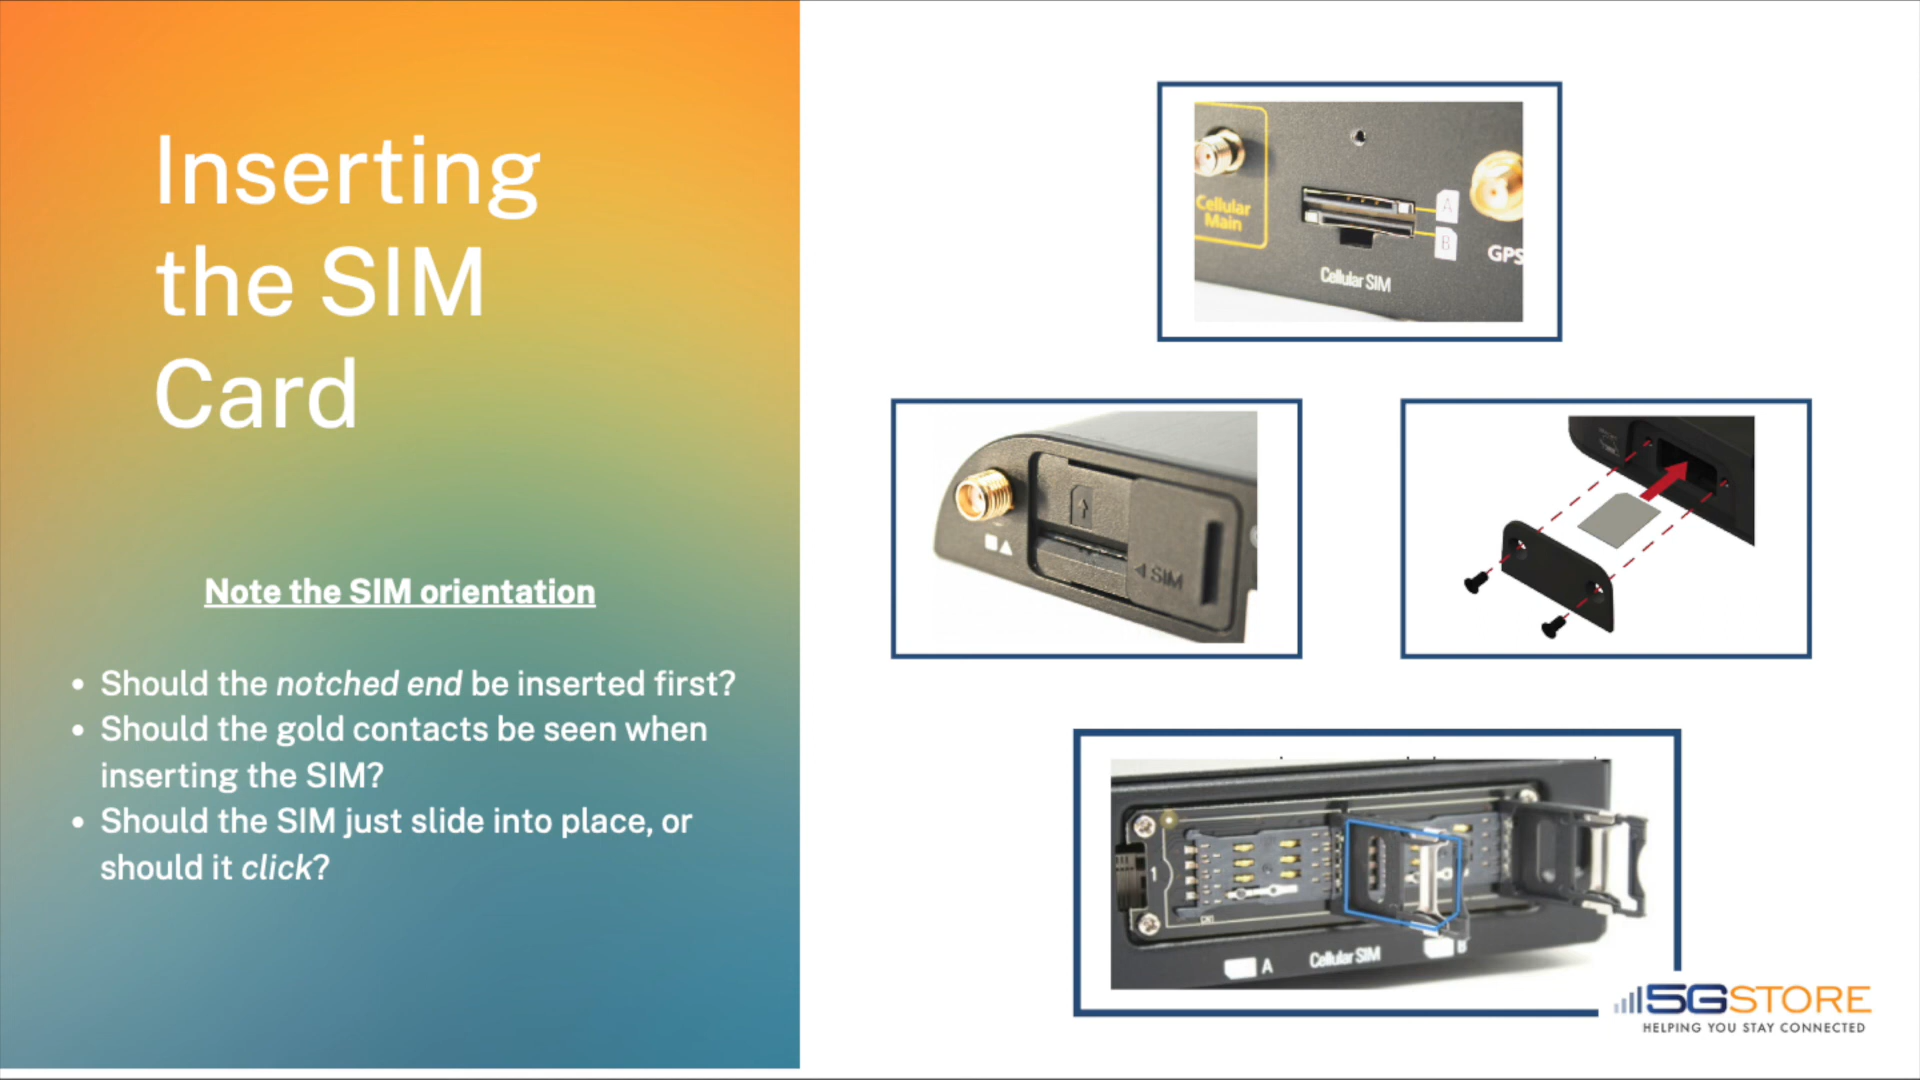 Inserting
the SIM
Card
Note the SIM orientation
• Should the notched end be inserted first?
• Should the gold contacts be seen when
inserting the SIM?
• Should the SIM just slide into place, or
should it click?
Cellular
Main
A
B
GPS
Cellular SIM
SIM
1
CN1
A
Cellular SIM
B
5GSTORE
HELPING YOU STAY CONNECTED